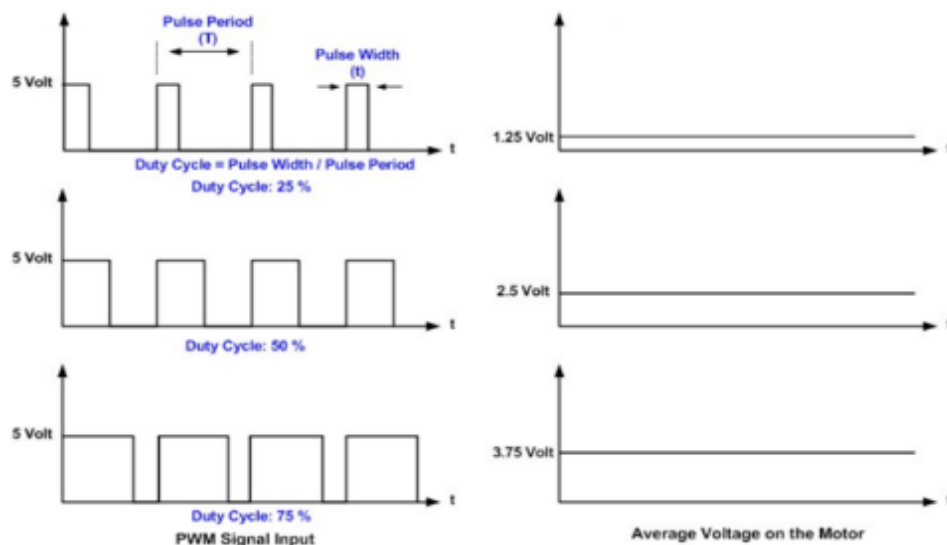 Pulse Period
(T)
Pulse Width
(t)
5 Volt
t
Duty Cycle = Pulse Width / Pulse Period
Duty Cycle: 25 %
1.25 Volt
t
5 Volt
t
Duty Cycle: 50 %
2.5 Volt
t
5 Volt
t
Duty Cycle: 75 %
PWM Signal Input
3.75 Volt
t
Average Voltage on the Motor